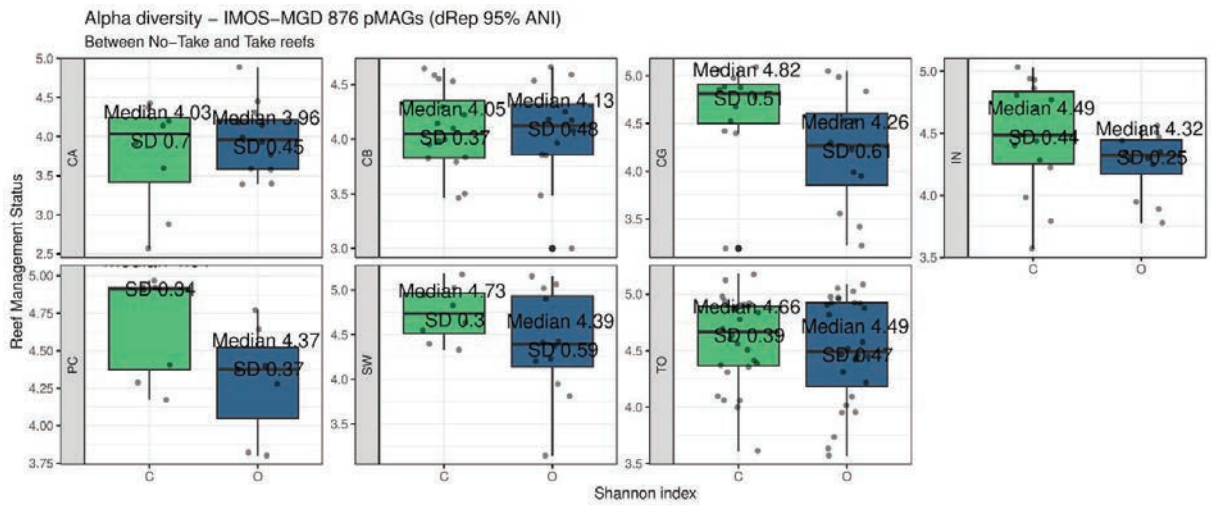 Alpha diversity – IMOS–MGD 876 pMAGs (dRep 95% ANI)
Between No–Take and Take reefs
Reef Management Status
CA
5.0
4.5
4.0
3.5
3.0
2.5
Median 4.03
SD 0.7
Median 3.96
SD 0.45
CB
4.5
4.0
3.5
3.0
Median 4.05
SD 0.37
Median 4.13
SD 0.48
CG
5.0
4.5
4.0
3.5
Median 4.82
SD 0.51
Median 4.26
SD 0.61
IN
5.0
4.5
4.0
3.5
Median 4.49
SD 0.44
Median 4.32
SD 0.25
C
O
PC
5.00
4.75
4.50
4.25
4.00
3.75
SD 0.34
Median 4.37
SD 0.37
C
O
SW
5.0
4.5
4.0
3.5
Median 4.73
SD 0.3
Median 4.39
SD 0.59
C
O
TO
5.0
4.5
4.0
3.5
Median 4.66
SD 0.39
Median 4.49
SD 0.47
C
O
Shannon index